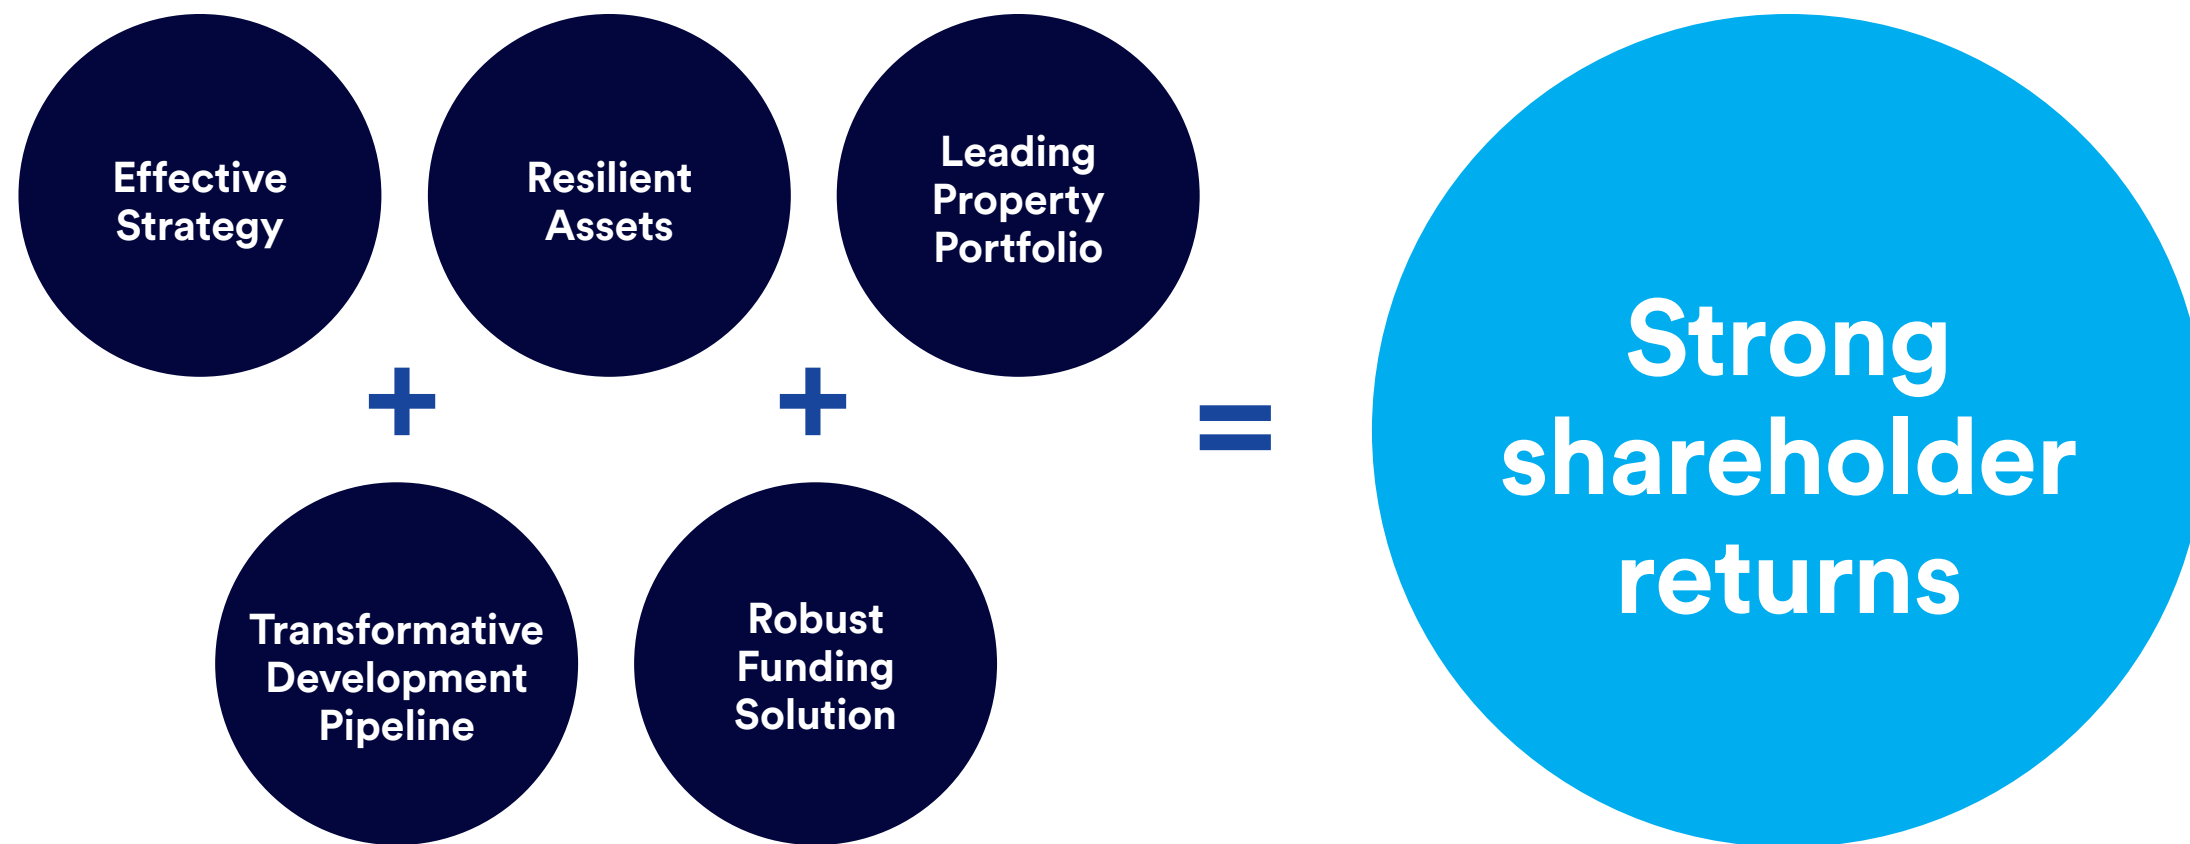 Effective
Strategy
Resilient
Assets
Leading
Property
Portfolio
+
+
=
Transformative
Development
Pipeline
Robust
Funding
Solution
Strong
shareholder
returns